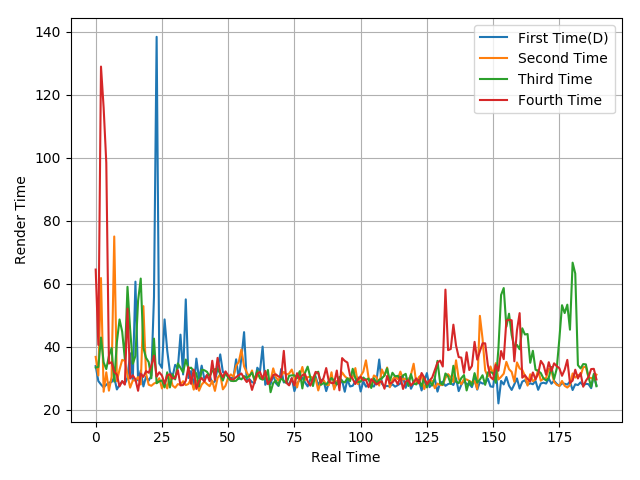 140
120
100
80
60
40
20
Render Time
0
25
50
75
100
125
150
175
Real Time
First Time(D)
Second Time
Third Time
Fourth Time